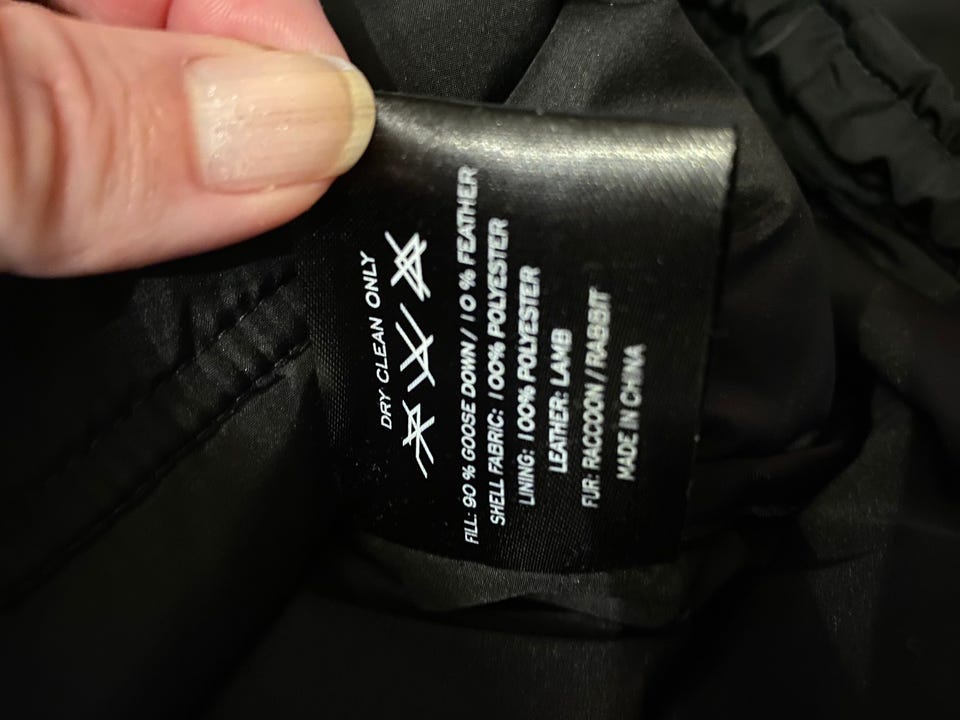 DRY CLEAN ONLY
FILL: 90 % GOOSE DOWN / 10 % FEATHER
SHELL FABRIC: 100% POLYESTER
LINING: 100% POLYESTER
LEATHER: LAMB
FUR: RACCOON / RABBIT
MADE IN CHINA